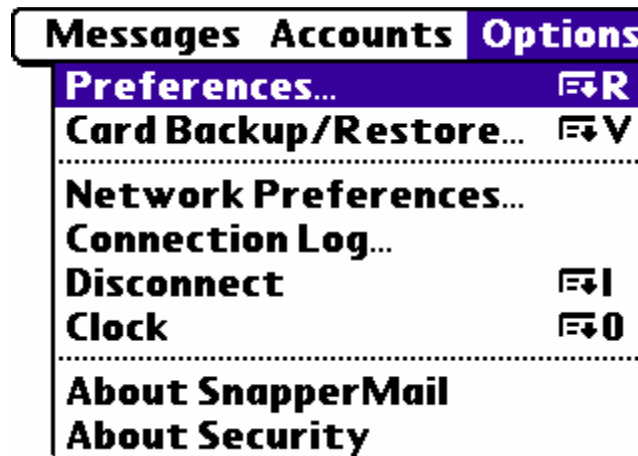 Messages Accounts Options
Preferences... R
Card Backup/Restore... V
Network Preferences...
Connection Log...
Disconnect I
Clock 0
About SnapperMail
About Security